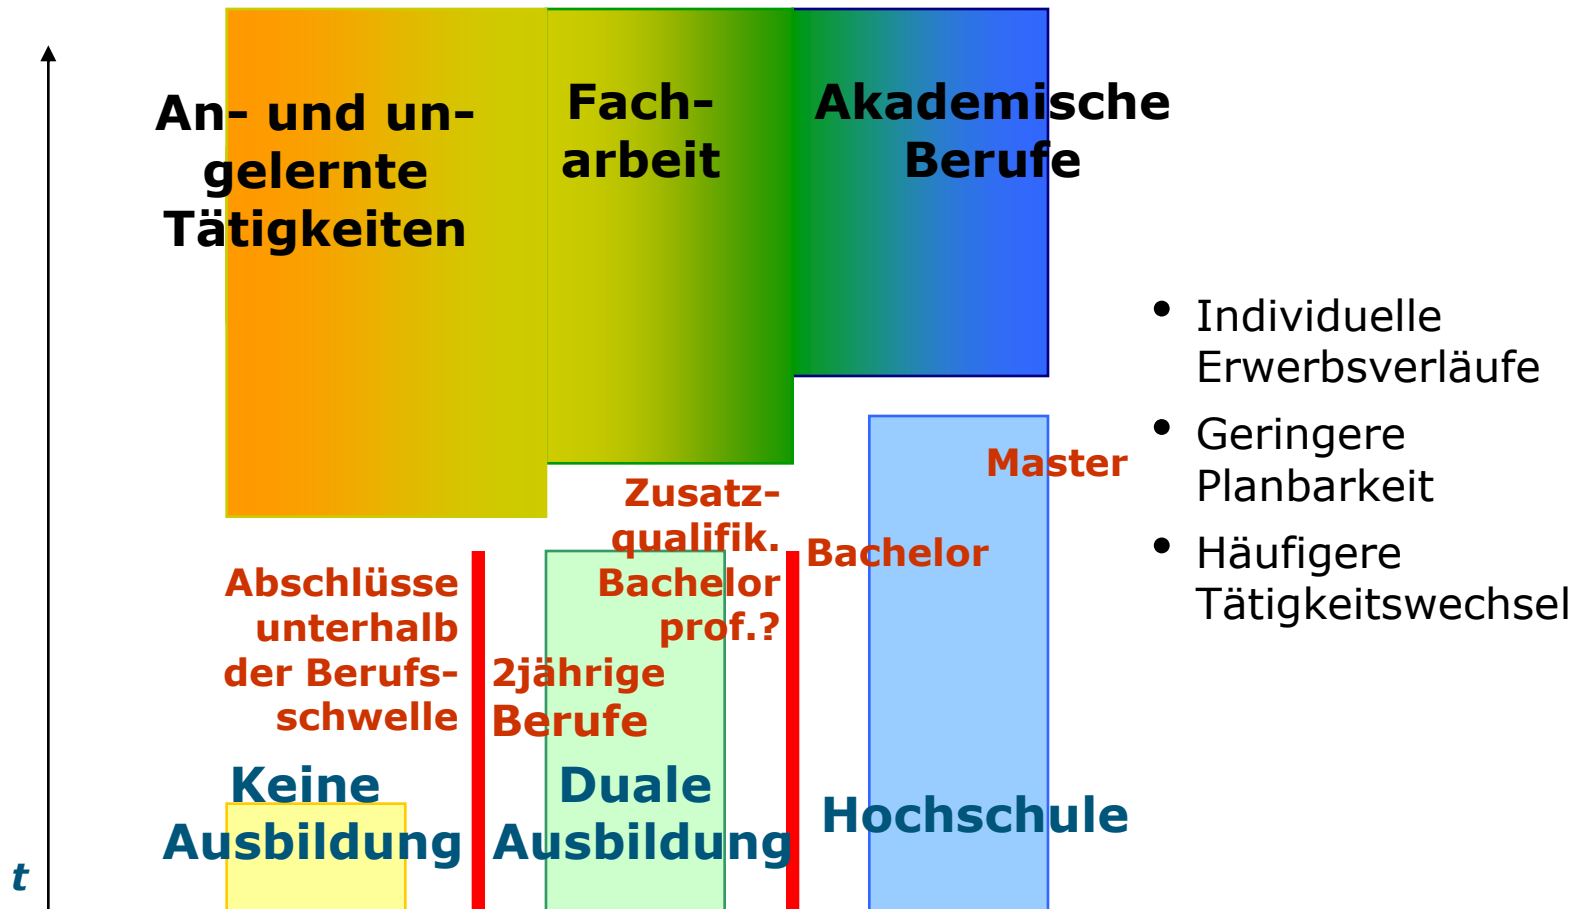 An- und un-
gelernte
Tätigkeiten
Fach-
arbeit
Akademische
Berufe
• Individuelle
Erwerbsverläufe
• Geringere
Planbarkeit
• Häufigere
Tätigkeitswechsel
Master
Zusatz-
qualifik.
Bachelor
prof.?
Bachelor
Abschlüsse
unterhalb
der Berufs-
schwelle
2jährige
Berufe
Keine
Ausbildung
Duale
Ausbildung
Hochschule
t